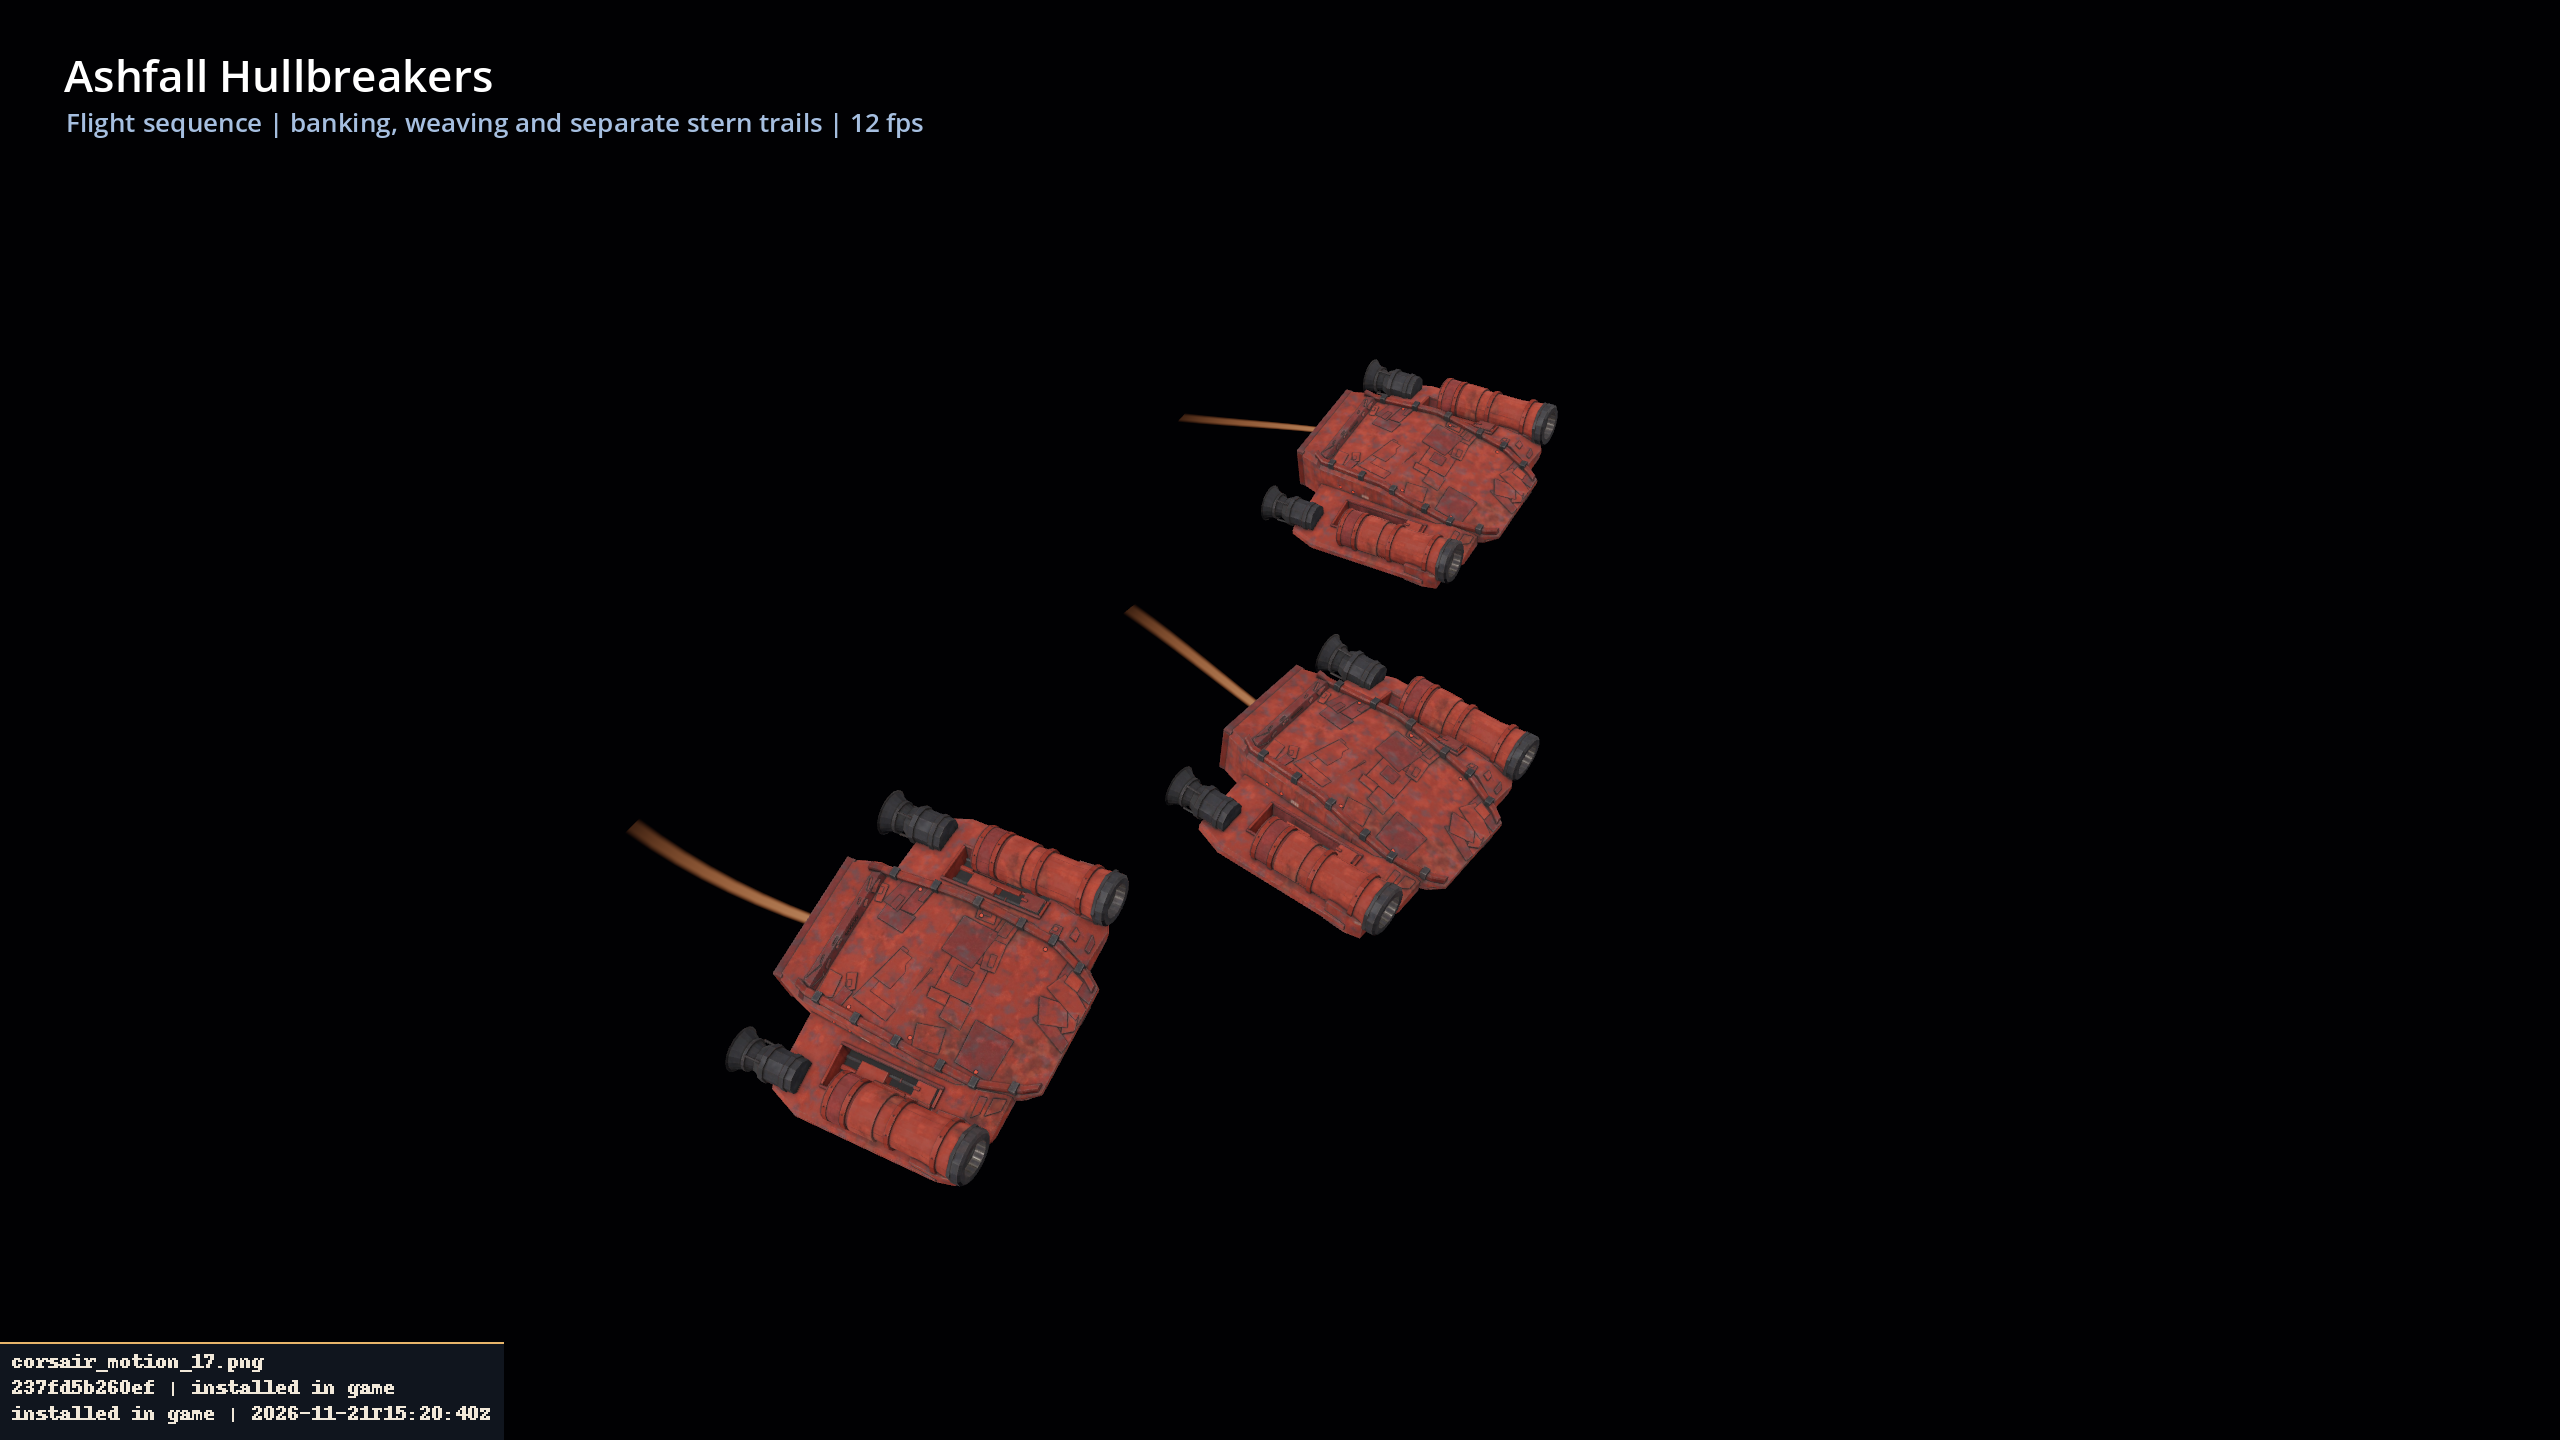 Ashfall Hullbreakers
Flight sequence | banking, weaving and separate stern trails | 12 fps
corsair_motion_17.png
237fd5b260ef | installed in game
installed in game | 2026-11-21T15:20:40Z